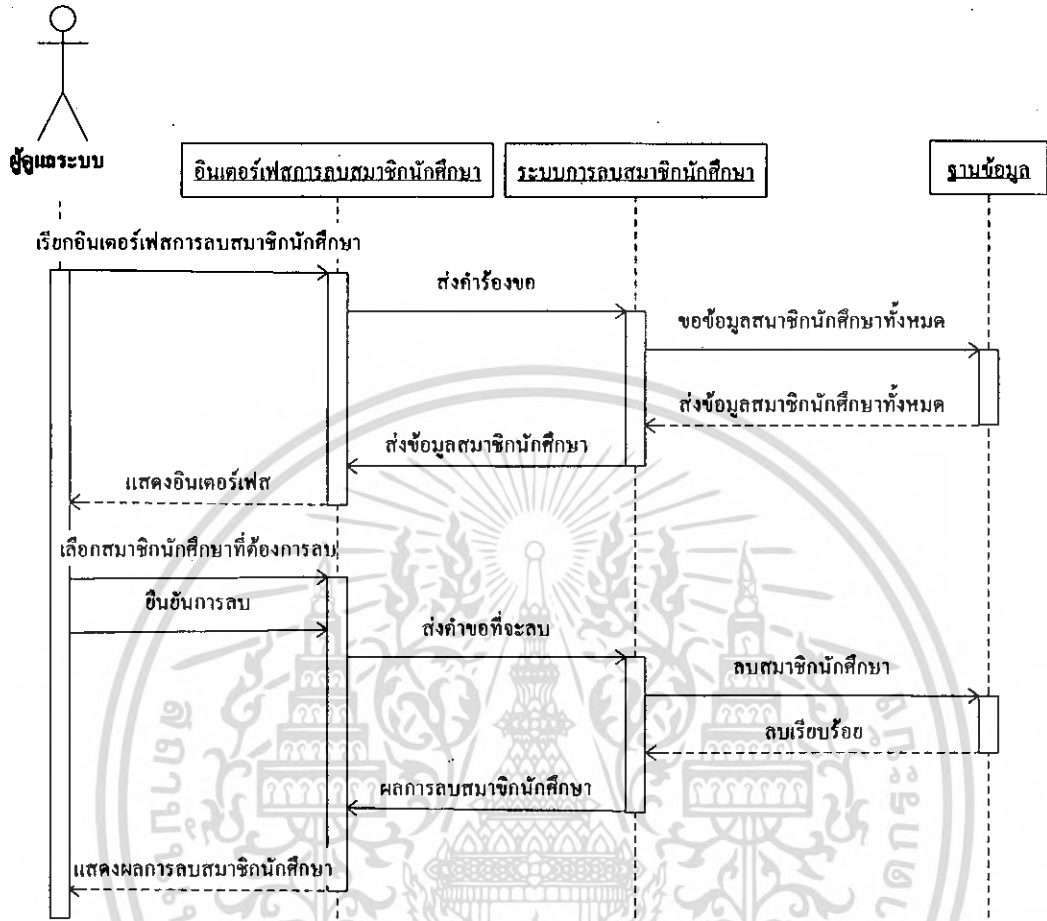 ผู้ดูแลระบบ
อินเตอร์เฟสการลบสมาชิกนักศึกษา
ระบบการลบสมาชิกนักศึกษา
ฐานข้อมูล
เรียกอินเตอร์เฟสการลบสมาชิกนักศึกษา
ส่งคำร้องขอ
ขอข้อมูลสมาชิกนักศึกษาทั้งหมด
ส่งข้อมูลสมาชิกนักศึกษาทั้งหมด
ส่งข้อมูลสมาชิกนักศึกษา
แสดงอินเตอร์เฟส
เลือกสมาชิกนักศึกษาที่ต้องการลบ
ยืนยันการลบ
ส่งคำขอที่จะลบ
ลบสมาชิกนักศึกษา
ลบเรียบร้อย
ผลการลบสมาชิกนักศึกษา
แสดงผลการลบสมาชิกนักศึกษา